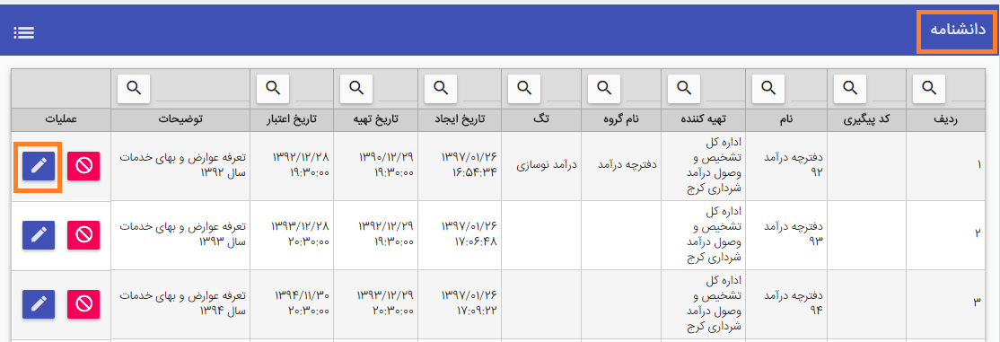 دانشنامه
ردیف کد پیگیری نام تهیه کننده نام گروه تگ تاریخ ایجاد تاریخ تهیه تاریخ اعتبار توضیحات عملیات
۱
دفترچه درآمد
۹۲
اداره کل
تشخیص و
وصول درآمد
شرداری کرج
دفترچه درآمد
درآمد نوسازی
۱۳۹۷/۰۱/۲۶
۱۶:۵۴:۳۴
۱۳۹۰/۱۲/۲۹
۱۹:۳۰:۰۰
۱۳۹۲/۱۲/۲۸
۱۹:۳۰:۰۰
تعرفه عوارض و بهای خدمات
سال ۱۳۹۲
۲
دفترچه درآمد
۹۳
اداره کل
تشخیص و
وصول درآمد
شرداری کرج
۱۳۹۷/۰۱/۲۶
۱۷:۰۶:۴۸
۱۳۹۲/۱۲/۲۹
۱۹:۳۰:۰۰
۱۳۹۳/۱۲/۲۸
۲۰:۳۰:۰۰
تعرفه عوارض و بهای خدمات
سال ۱۳۹۳
۳
دفترچه درآمد
۹۴
اداره کل
تشخیص و
وصول درآمد
شرداری کرج
۱۳۹۷/۰۱/۲۶
۱۷:۰۹:۲۲
۱۳۹۳/۱۲/۲۹
۲۰:۳۰:۰۰
۱۳۹۴/۱۱/۳۰
۲۰:۳۰:۰۰
تعرفه عوارض و بهای خدمات
سال ۱۳۹۴